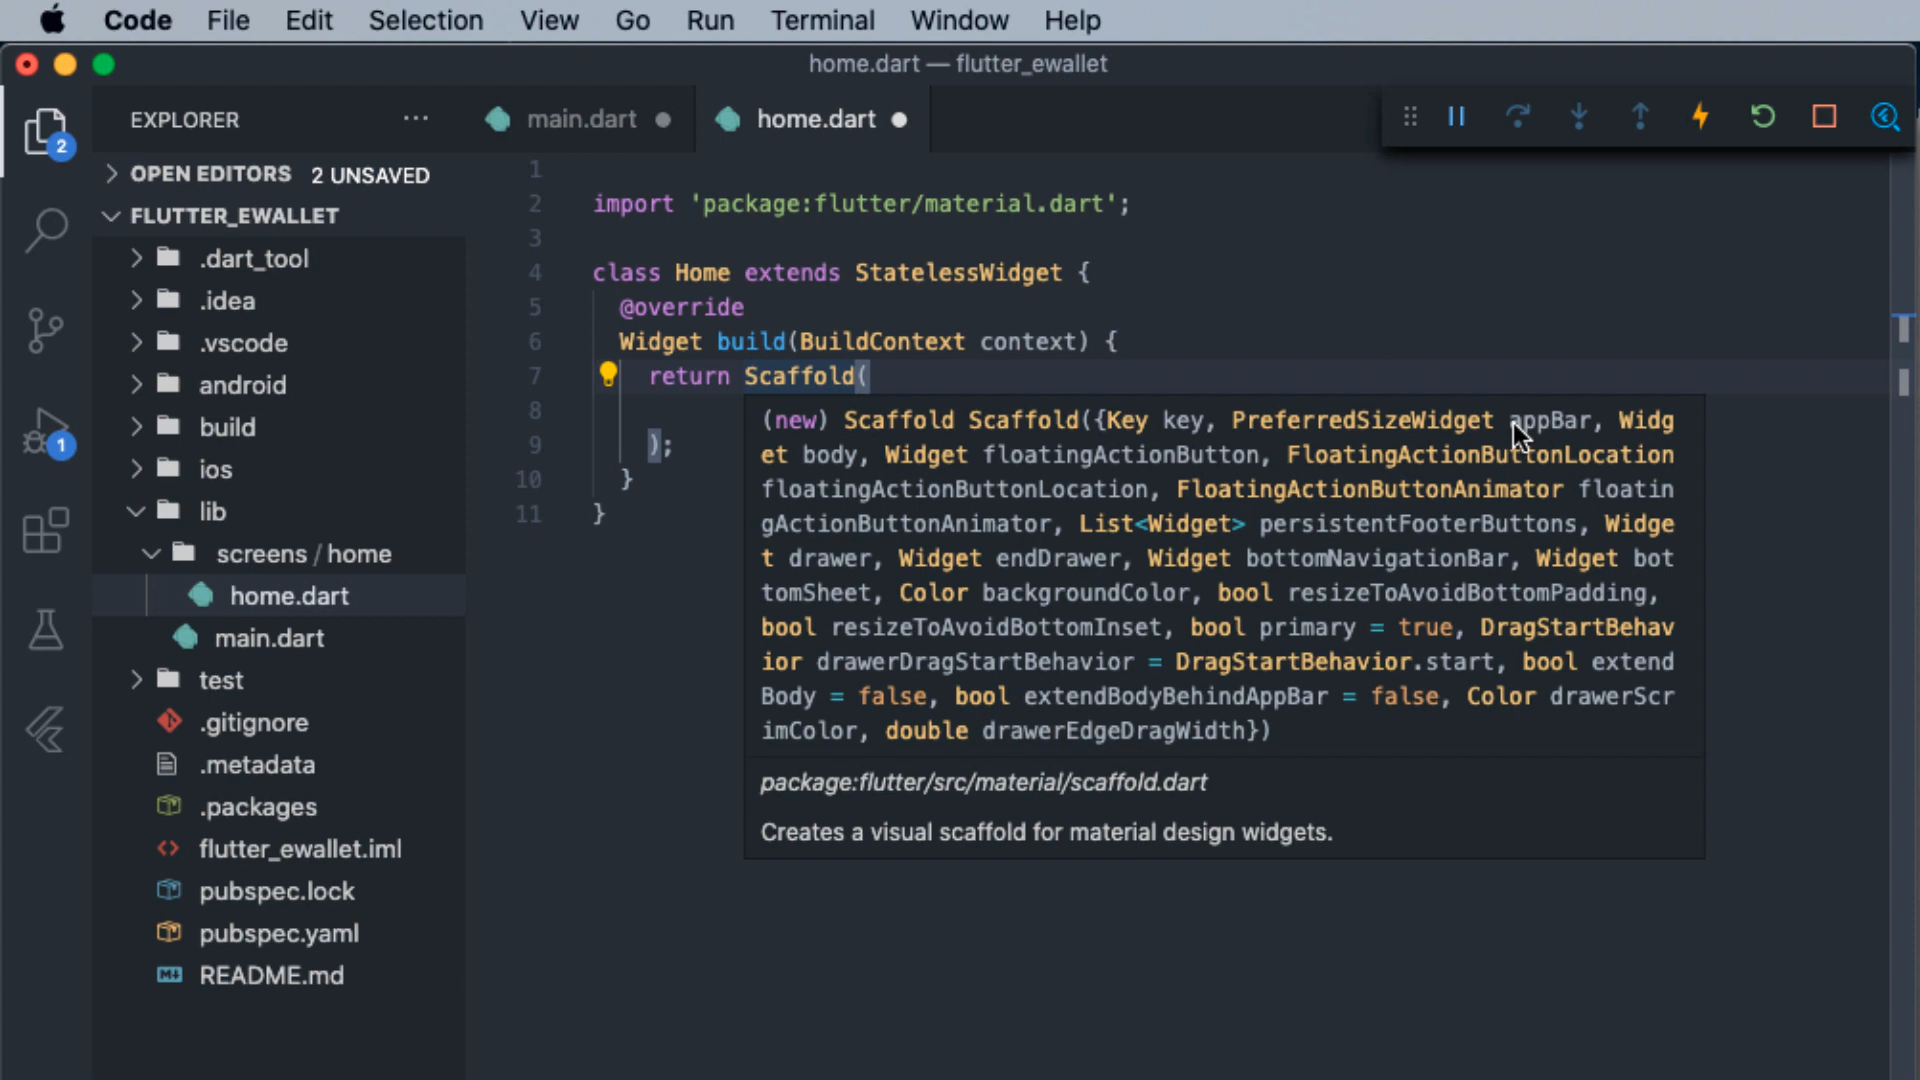 Code File Edit Selection View Go Run Terminal Window Help
home.dart — flutter_ewallet
EXPLORER ···
main.dart
home.dart
2
OPEN EDITORS 2 UNSAVED
FLUTTER_EWALLET
.dart_tool
.idea
.vscode
android
build
1
ios
lib
screens / home
home.dart
main.dart
test
.gitignore
.metadata
.packages
flutter_ewallet.iml
pubspec.lock
pubspec.yaml
README.md
1
2 import 'package:flutter/material.dart';
3
4 class Home extends StatelessWidget {
5 @override
6 Widget build(BuildContext context) {
7 return Scaffold(
8
9 );
10 }
11 }
(new) Scaffold Scaffold({Key key, PreferredSizeWidget appBar, Widg
et body, Widget floatingActionButton, FloatingActionButtonLocation
floatingActionButtonLocation, FloatingActionButtonAnimator floatin
gActionButtonAnimator, List<Widget> persistentFooterButtons, Widge
t drawer, Widget endDrawer, Widget bottomNavigationBar, Widget bot
tomSheet, Color backgroundColor, bool resizeToAvoidBottomPadding,
bool resizeToAvoidBottomInset, bool primary = true, DragStartBehav
ior drawerDragStartBehavior = DragStartBehavior.start, bool extend
Body = false, bool extendBodyBehindAppBar = false, Color drawerScr
imColor, double drawerEdgeDragWidth})
package:flutter/src/material/scaffold.dart
Creates a visual scaffold for material design widgets.